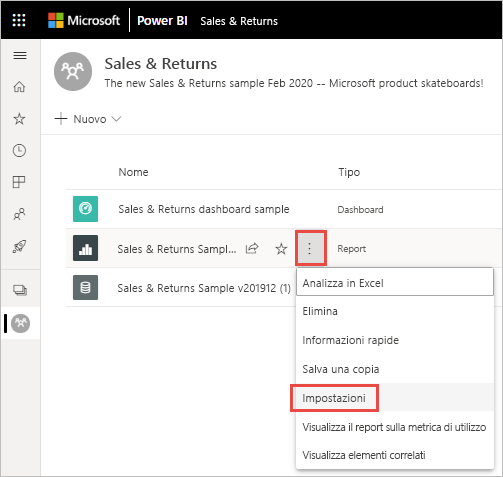 Microsoft Power BI Sales & Returns
Sales & Returns
The new Sales & Returns sample Feb 2020 -- Microsoft product skateboards!
Nuovo
Nome Tipo
Sales & Returns dashboard sample Dashboard
Sales & Returns Sampl... Report
Sales & Returns Sample v201912 (1)
Analizza in Excel
Elimina
Informazioni rapide
Salva una copia
Impostazioni
Visualizza il report sulla metrica di utilizzo
Visualizza elementi correlati